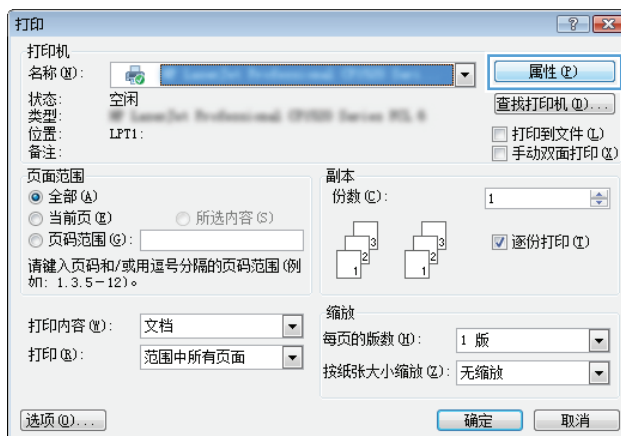 打印
打印机
名称(N):
属性(P)
状态: 空闲
查找打印机(D)...
类型:
位置: LPT1:
打印到文件(L)
备注:
手动双面打印(X)
页面范围
全部(A)
当前页(E) 所选内容(S)
页码范围(G):
请键入页码和/或用逗号分隔的页码范围(例
如: 1.3.5-12)。
副本
份数(C): 1
1 2 3
1 2 3
逐份打印(T)
打印内容(W): 文档
打印(R): 范围中所有页面
缩放
每页的版数(H): 1 版
按纸张大小缩放(Z): 无缩放
选项(O)... 确定 取消